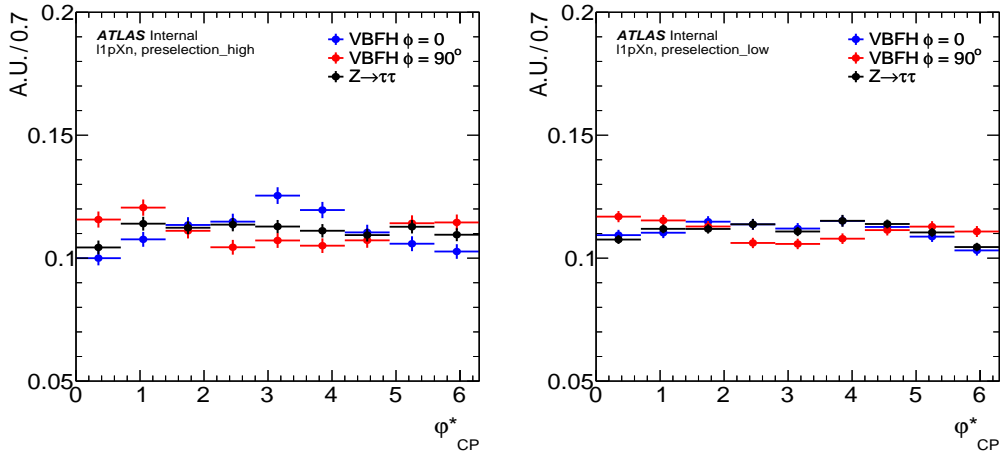 A.U. / 0.7
0.2
0.15
0.1
0.05
ATLAS Internal
l1pXn, preselection_high
VBFH ϕ = 0
VBFH ϕ = 90°
Z→ττ
0 1 2 3 4 5 6
φ*CP
A.U. / 0.7
0.2
0.15
0.1
0.05
ATLAS Internal
l1pXn, preselection_low
VBFH ϕ = 0
VBFH ϕ = 90°
Z→ττ
0 1 2 3 4 5 6
φ*CP